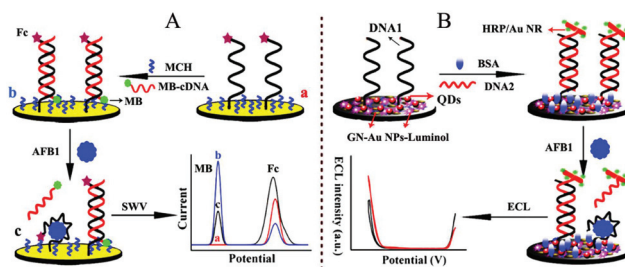 A
Fc
MCH
MB-cDNA
b
MB
a
AFB1
MB
b
Fc
c
a
Current
Potential
c
SWV
B
DNA1
HRP/Au NR
BSA
DNA2
QDs
GN-Au NPs-Luminol
AFB1
ECL intensity (a.u.)
Potential (V)
ECL